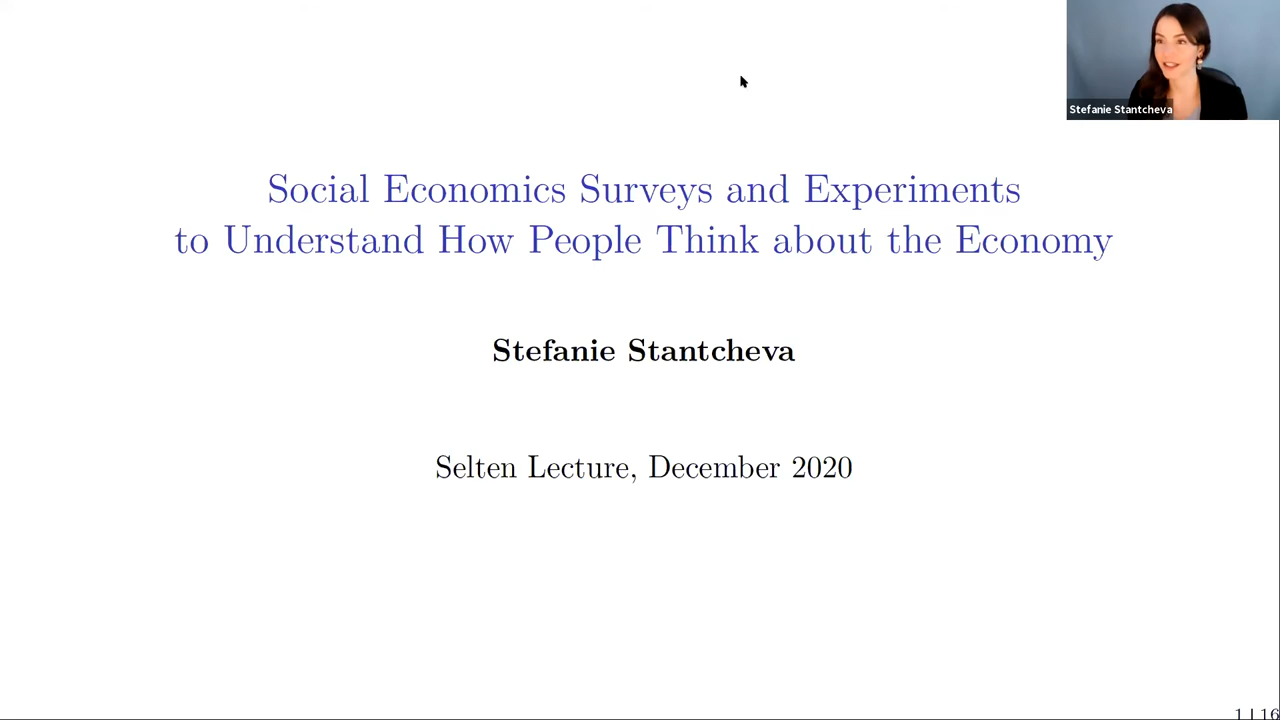 Stefanie Stantcheva
Social Economics Surveys and Experiments
to Understand How People Think about the Economy
Stefanie Stantcheva
Selten Lecture, December 2020